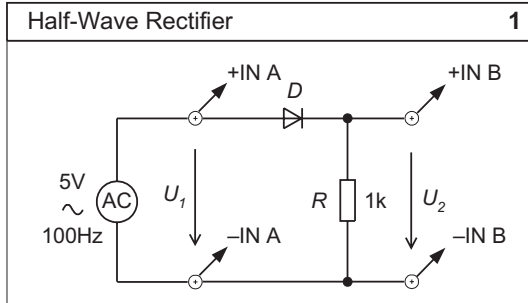 Half-Wave Rectifier 1
+IN A
+IN B
D
5V
~
AC
100Hz
U1
R
1k
U2
–IN A
–IN B